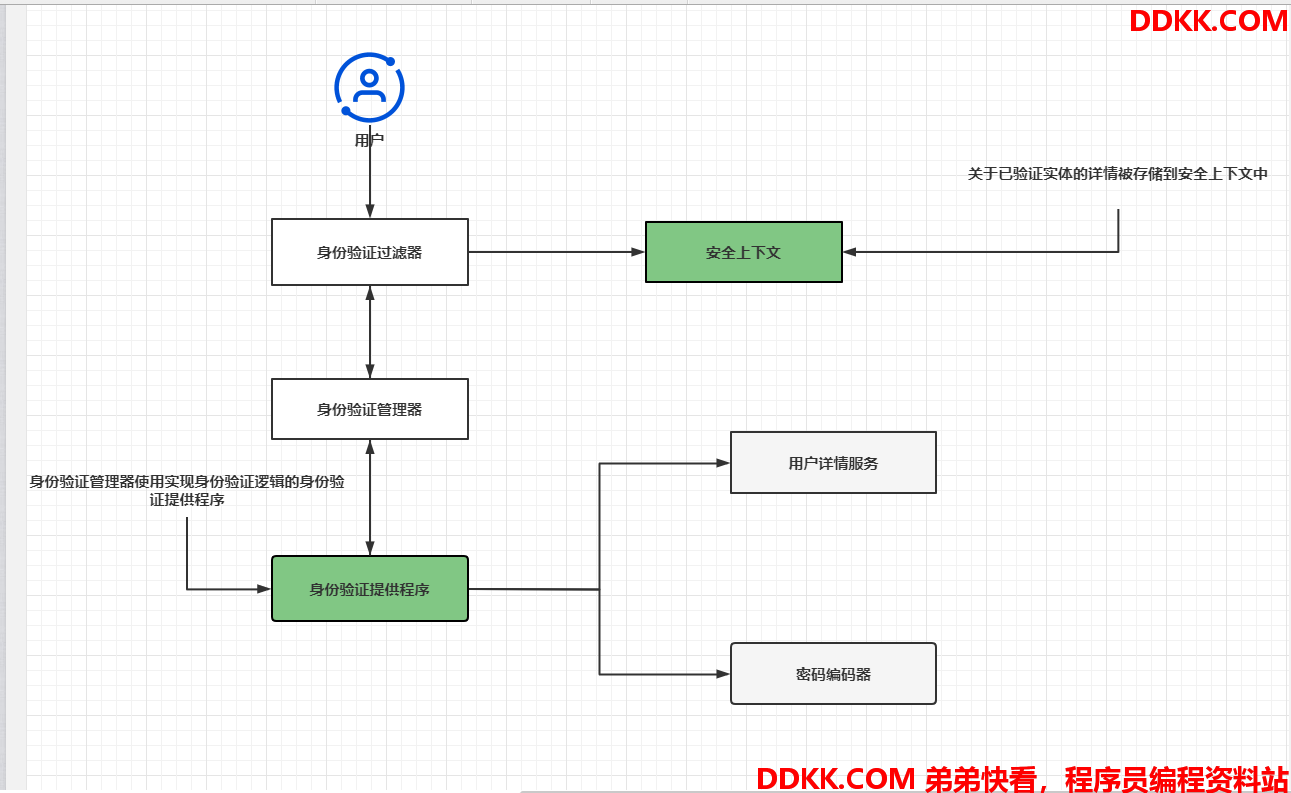 DDKK.COM
用户
关于已验证实体的详情被存储到安全上下文中
身份验证过滤器
安全上下文
身份验证管理器
用户详情服务
身份验证管理器使用实现身份验证逻辑的身份验
证提供程序
身份验证提供程序
密码编码器
DDKK.COM 弟弟快看，程序员编程资料站